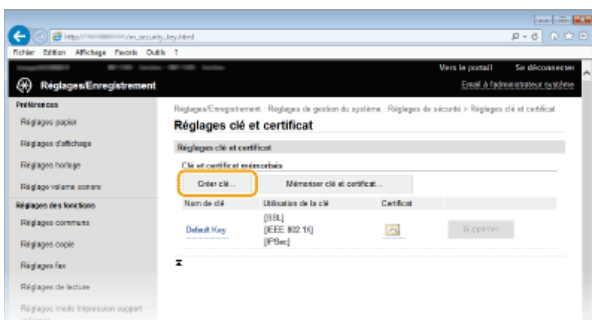 Fichier Edition Affichage Favoris Outils ?
Vers le portail Se déconnecter
Réglages/Enregistrement
Email à l'administrateur système
Préférences
Réglages papier
Réglages d'affichage
Réglages horloge
Réglage volume sonore
Réglages des fonctions
Réglages communs
Réglages copie
Réglages fax
Réglages de lecture
Réglages mode Impression support
Réglages/Enregistrement : Réglages de gestion du système : Réglages de sécurité > Réglages clé et certificat
Réglages clé et certificat
Réglages clé et certificat
Clé et certificat mémorisés
Créer clé... Mémoriser clé et certificat...
Nom de clé Utilisation de la clé Certificat
Default Key
[SSL]
[IEEE 802.1X]
[IPSec]
Supprimer